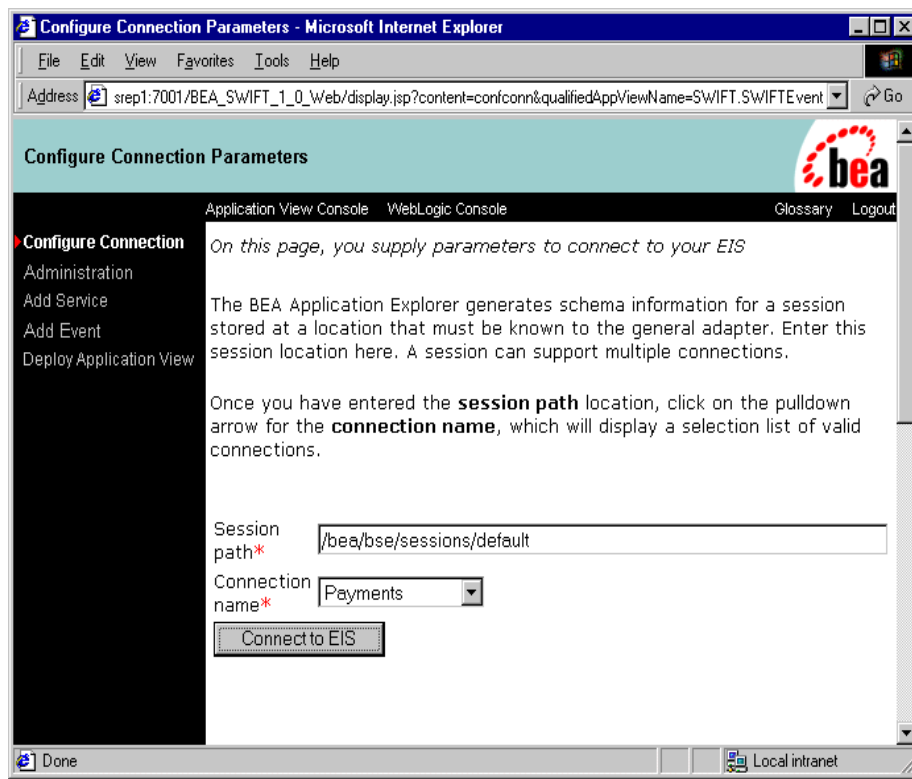 Configure Connection Parameters - Microsoft Internet Explorer
File Edit View Favorites Tools Help
Address srep1:7001/BEA_SWIFT_1_0_Web/display.jsp?content=confconn&qualifiedAppViewName=SWIFT.SWIFTEvent Go
Configure Connection Parameters
bea
Application View Console WebLogic Console Glossary Logout
Configure Connection
Administration
Add Service
Add Event
Deploy Application View
On this page, you supply parameters to connect to your EIS
The BEA Application Explorer generates schema information for a session
stored at a location that must be known to the general adapter. Enter this
session location here. A session can support multiple connections.
Once you have entered the session path location, click on the pulldown
arrow for the connection name, which will display a selection list of valid
connections.
Session
path*
/bea/bse/sessions/default
Connection
name*
Payments
Connect to EIS
Done
Local intranet